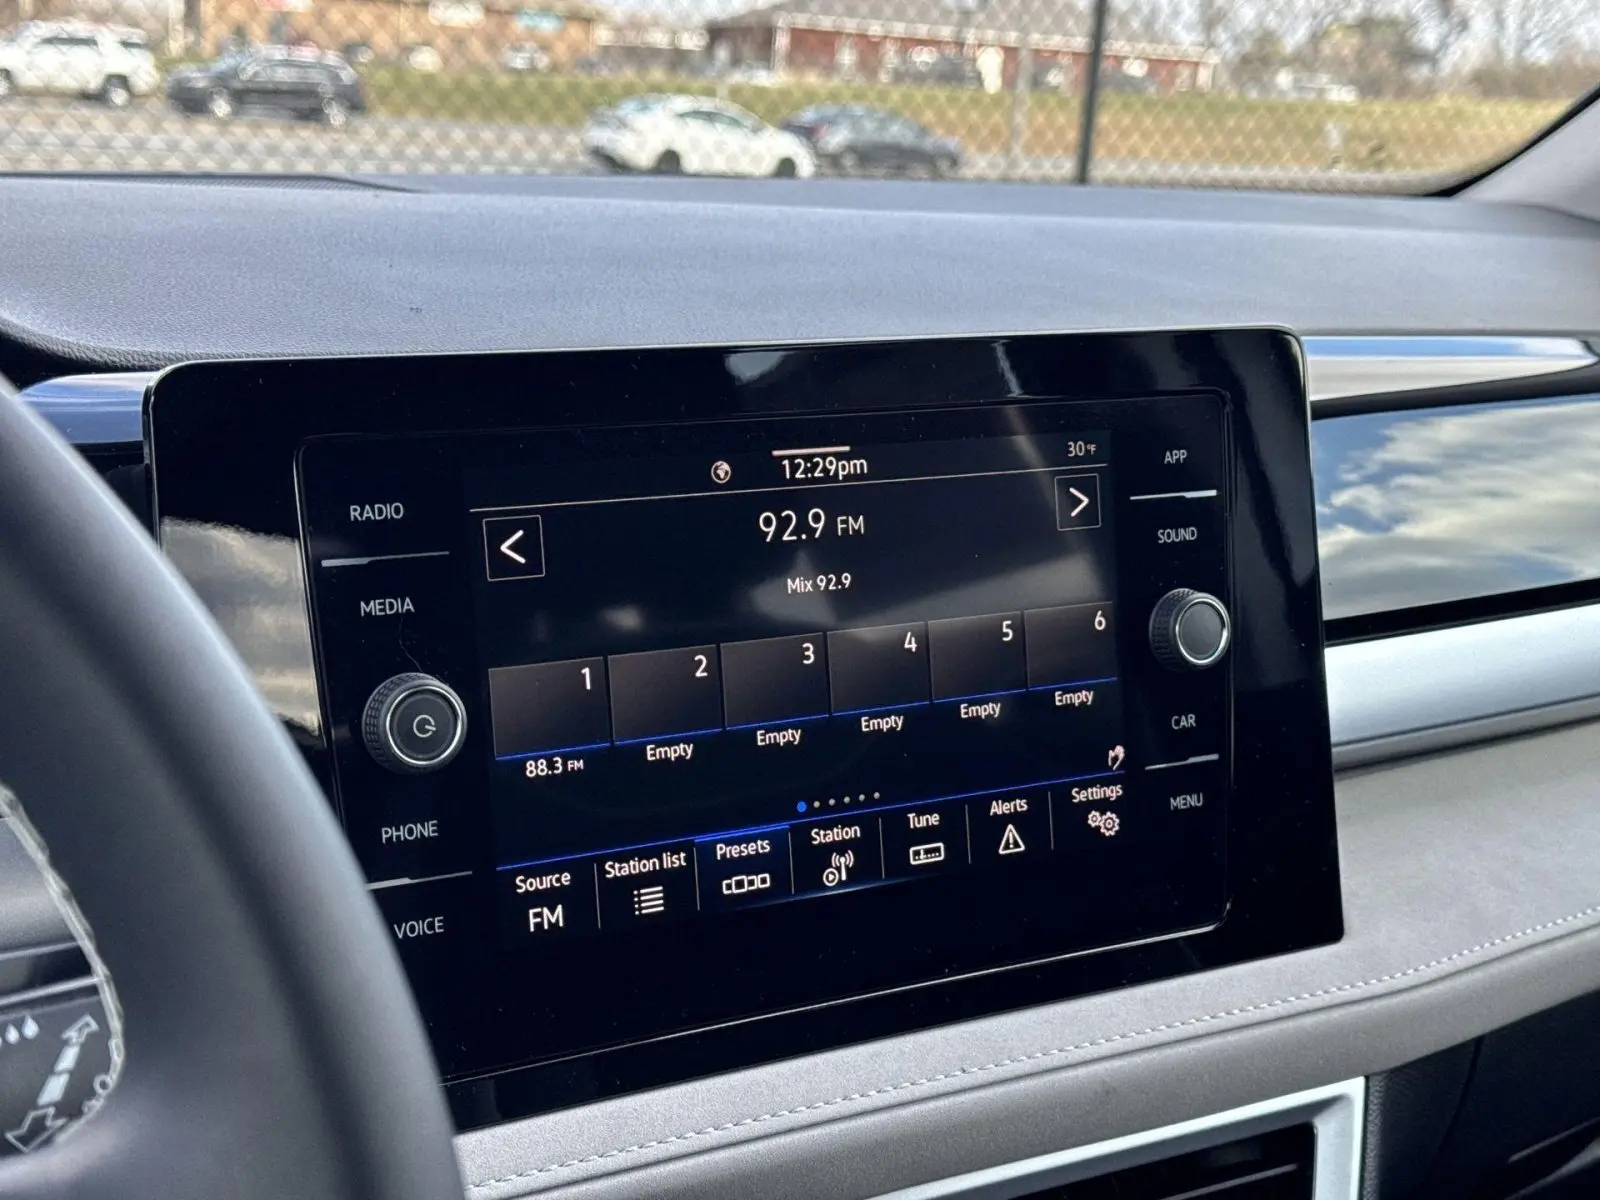 12:29pm
30°F
RADIO
MEDIA
PHONE
VOICE
<
92.9 FM
>
Mix 92.9
1
2
3
4
5
6
88.3 FM
Empty
Empty
Empty
Empty
Empty
Source
FM
Station list
Presets
Station
Tune
Alerts
Settings
APP
SOUND
CAR
MENU